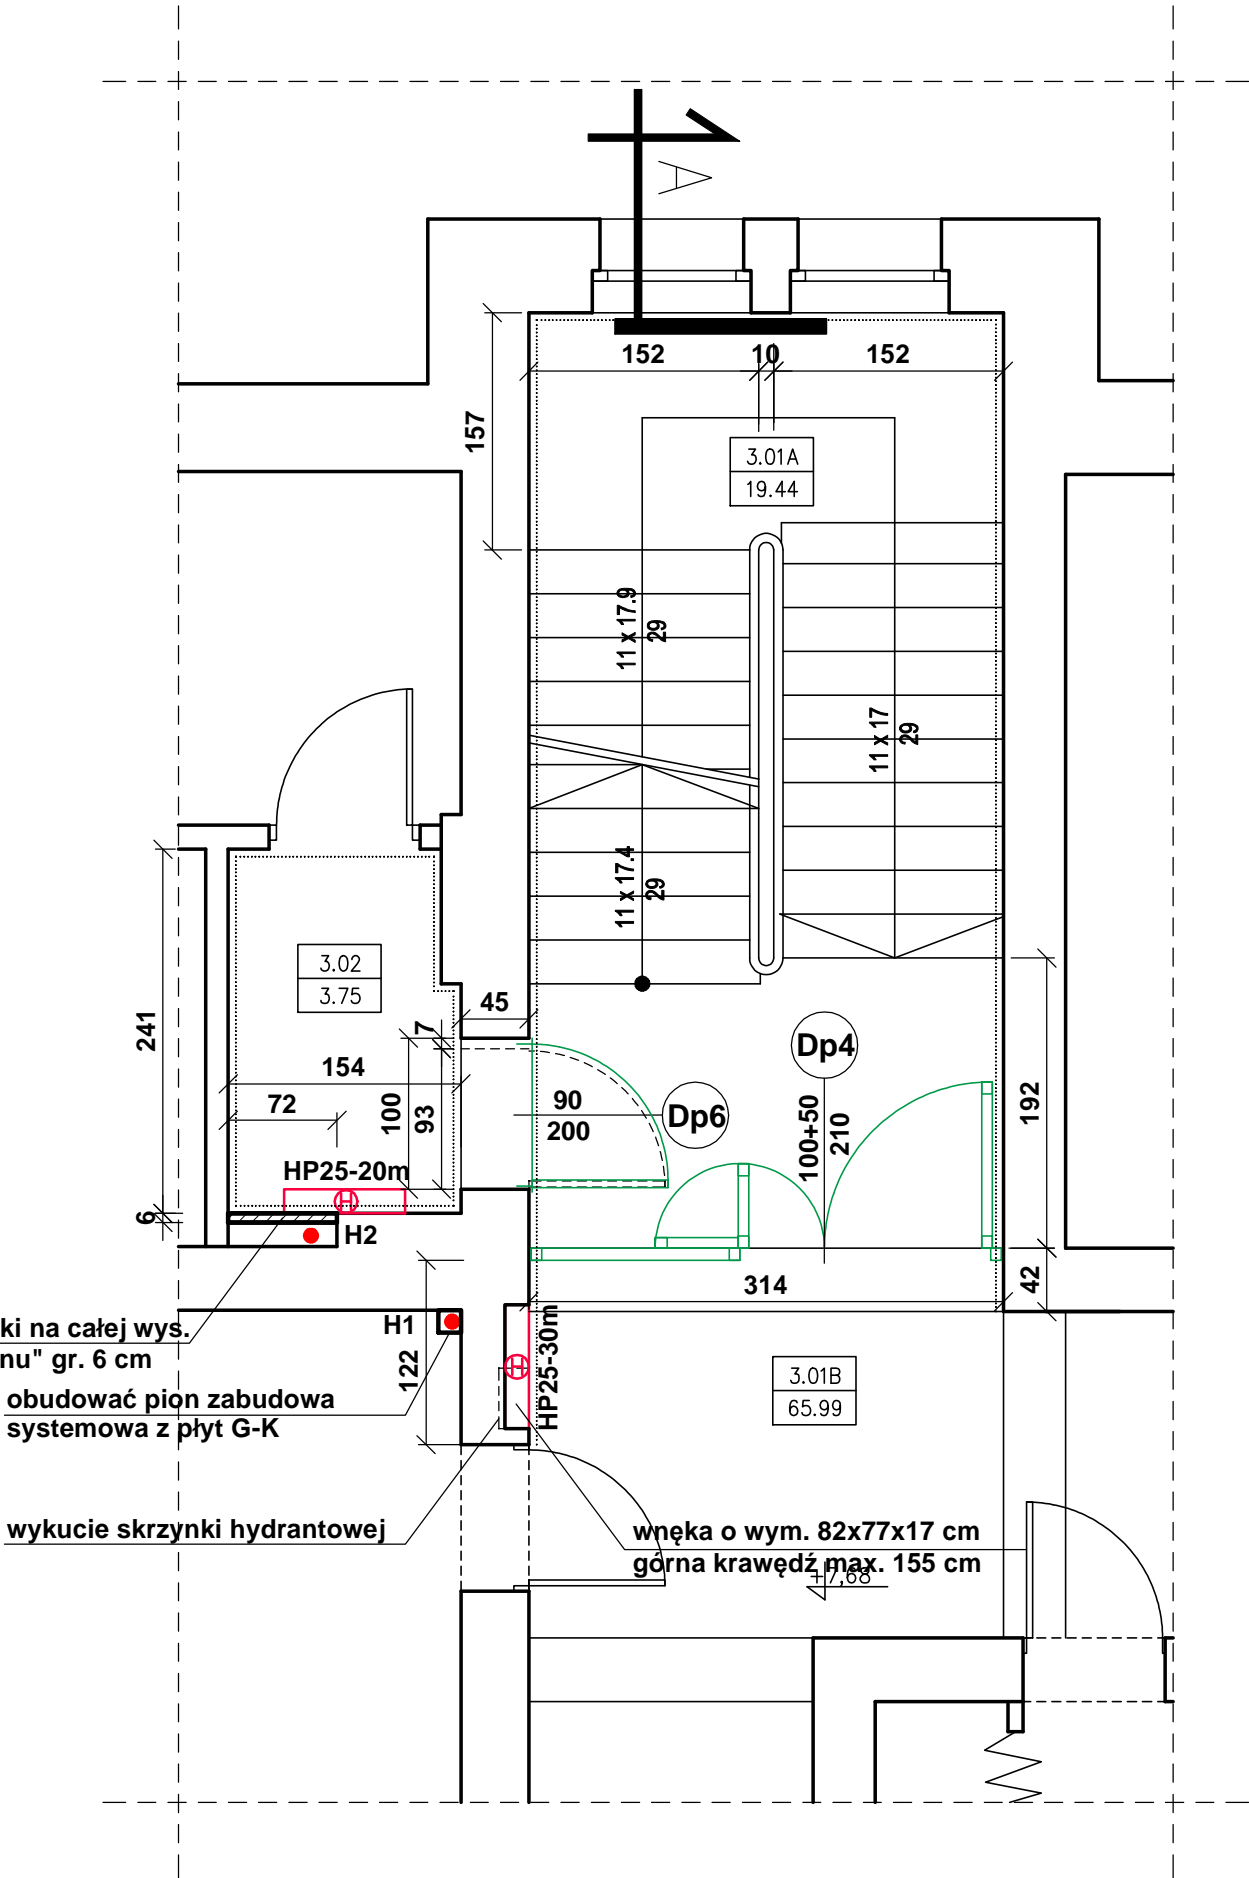 A
152
10
152
157
3.01A
19.44
11 x 17.9
29
11 x 17
29
11 x 17.4
29
3.02
3.75
45
7
241
154
100
93
72
90
200
Dp6
Dp4
100+50
210
192
HP25-20m
H
6
H2
314
42
ki na całej wys.
nu" gr. 6 cm
H1
122
H
HP25-30m
obudować pion zabudowa
systemowa z płyt G-K
3.01B
65.99
wykucie skrzynki hydrantowej
wnęka o wym. 82x77x17 cm
górna krawędź max. 155 cm
+7,68